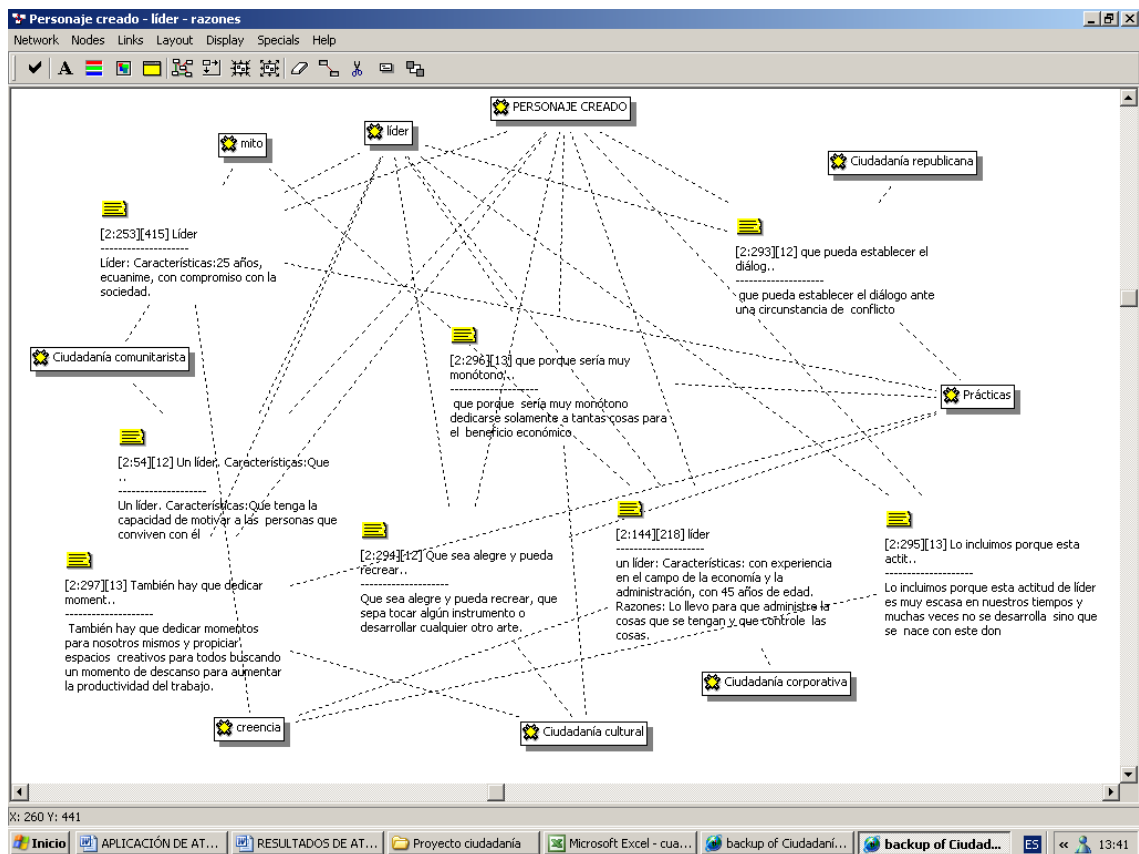 Personaje creado - líder - razones
Network Nodes Links Layout Display Specials Help
A
PERSONAJE CREADO
líder
mito
Ciudadanía republicana
[2:253][415] Líder
--------------------
Líder: Características:25 años,
ecuanime, con compromiso con la
sociedad.
[2:293][12] que pueda establecer el
diálog..
--------------------
que pueda establecer el diálogo ante
una circunstancia de conflicto
Ciudadanía comunitarista
[2:296][13] que porque sería muy
monótono ..
--------------------
que porque sería muy monótono
dedicarse solamente a tantas cosas para
el beneficio económico
Prácticas
[2:54][12] Un líder. Características:Que
..
--------------------
Un líder. Características:Que tenga la
capacidad de motivar a las personas que
conviven con él
[2:297][13] También hay que dedicar
moment..
--------------------
También hay que dedicar momentos
para nosotros mismos y propiciar
espacios creativos para todos buscando
un momento de descanso para aumentar
la productividad del trabajo.
[2:294][12] Que sea alegre y pueda
recrear..
--------------------
Que sea alegre y pueda recrear, que
sepa tocar algún instrumento o
desarrollar cualquier otro arte.
[2:144][218] líder
--------------------
un líder: Características: con experiencia
en el campo de la economía y la
administración, con 45 años de edad.
Razones: Lo llevo para que administre la
cosas que se tengan y que controle las
cosas.
[2:295][13] Lo incluimos porque esta
actit..
--------------------
Lo incluimos porque esta actitud de líder
es muy escasa en nuestros tiempos y
muchas veces no se desarrolla sino que
se nace con este don
Ciudadanía corporativa
creencia
Ciudadanía cultural
X: 260 Y: 441
Inicio APLICACIÓN DE AT... RESULTADOS DE AT... Proyecto ciudadanía Microsoft Excel - cua... backup of Ciudadaní... backup of Ciudad... ES « 13:41